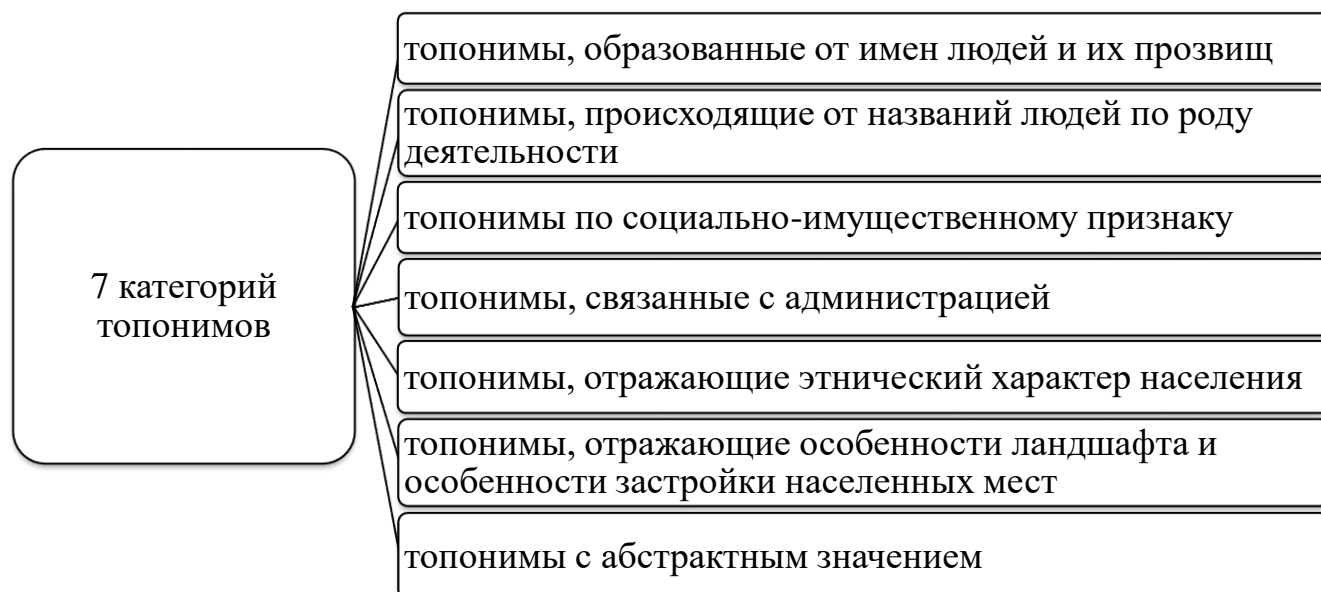 7 категорий
топонимов
топонимы, образованные от имен людей и их прозвищ
топонимы, происходящие от названий людей по роду
деятельности
топонимы по социально-имущественному признаку
топонимы, связанные с администрацией
топонимы, отражающие этнический характер населения
топонимы, отражающие особенности ландшафта и
особенности застройки населенных мест
топонимы с абстрактным значением